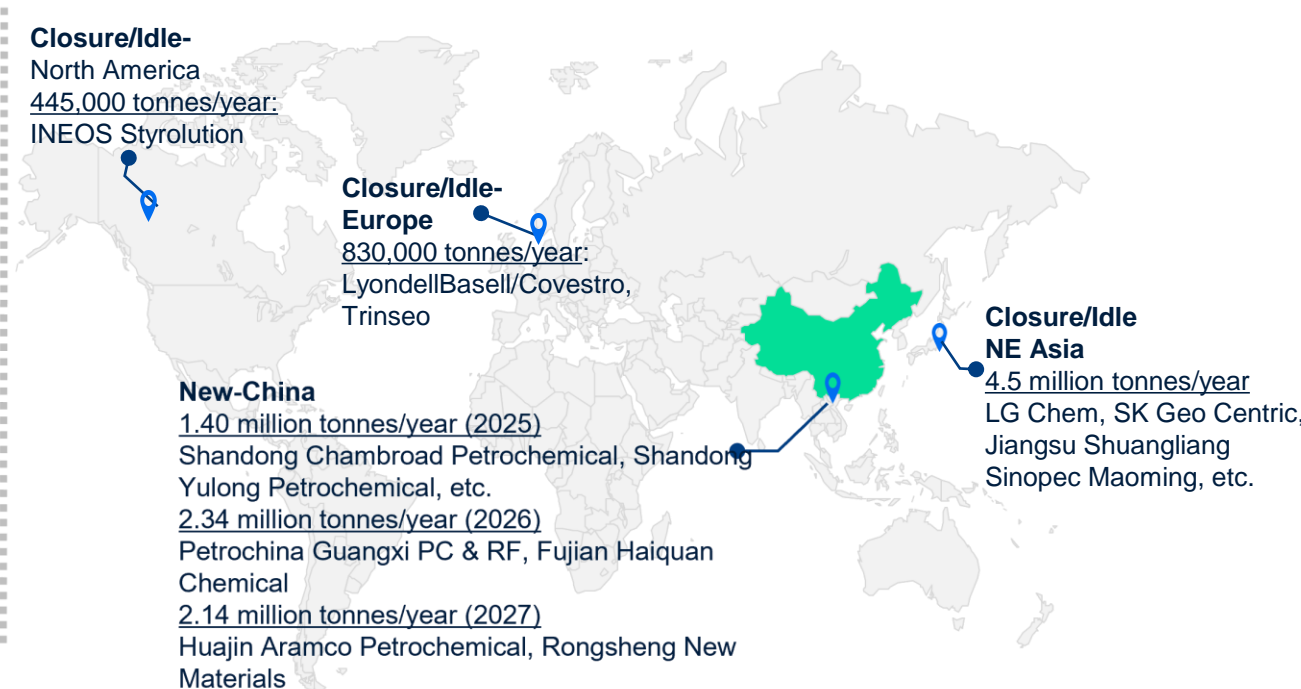 Closure/Idle-
North America
445,000 tonnes/year:
INEOS Styrolution
Closure/Idle-
Europe
830,000 tonnes/year:
LyondellBasell/Covestro,
Trinseo
Closure/Idle
NE Asia
4.5 million tonnes/year
LG Chem, SK Geo Centric,
Jiangsu Shuangliang
Sinopec Maoming, etc.
New-China
1.40 million tonnes/year (2025)
Shandong Chambroad Petrochemical, Shandong
Yulong Petrochemical, etc.
2.34 million tonnes/year (2026)
Petrochina Guangxi PC & RF, Fujian Haiquan
Chemical
2.14 million tonnes/year (2027)
Huajin Aramco Petrochemical, Rongsheng New
Materials